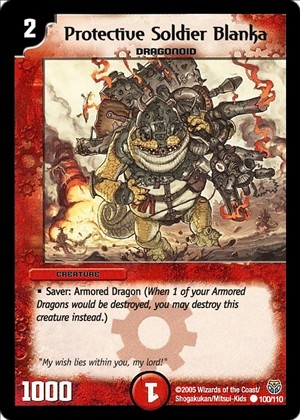 2
Protective Soldier Blanka
DRAGONOID
CREATURE
▪ Saver: Armored Dragon (When 1 of your Armored
Dragons would be destroyed, you may destroy this
creature instead.)
"My wish lies within you, my lord!"
1000
1
©2005 Wizards of the Coast/
Shogakukan/Mitsui-Kids ● 100/110